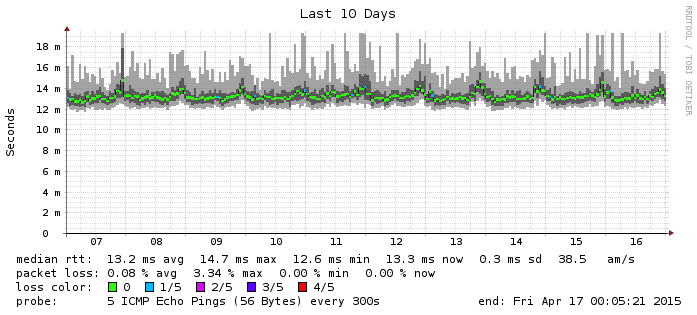 Last 10 Days
RRDTOOL / TOBI OETIKER
Seconds
18 m
16 m
14 m
12 m
10 m
8 m
6 m
4 m
2 m
0
07 08 09 10 11 12 13 14 15 16
median rtt: 13.2 ms avg 14.7 ms max 12.6 ms min 13.3 ms now 0.3 ms sd 38.5 am/s
packet loss: 0.08 % avg 3.34 % max 0.00 % min 0.00 % now
loss color: 0 1/5 2/5 3/5 4/5
probe: 5 ICMP Echo Pings (56 Bytes) every 300s end: Fri Apr 17 00:05:21 2015